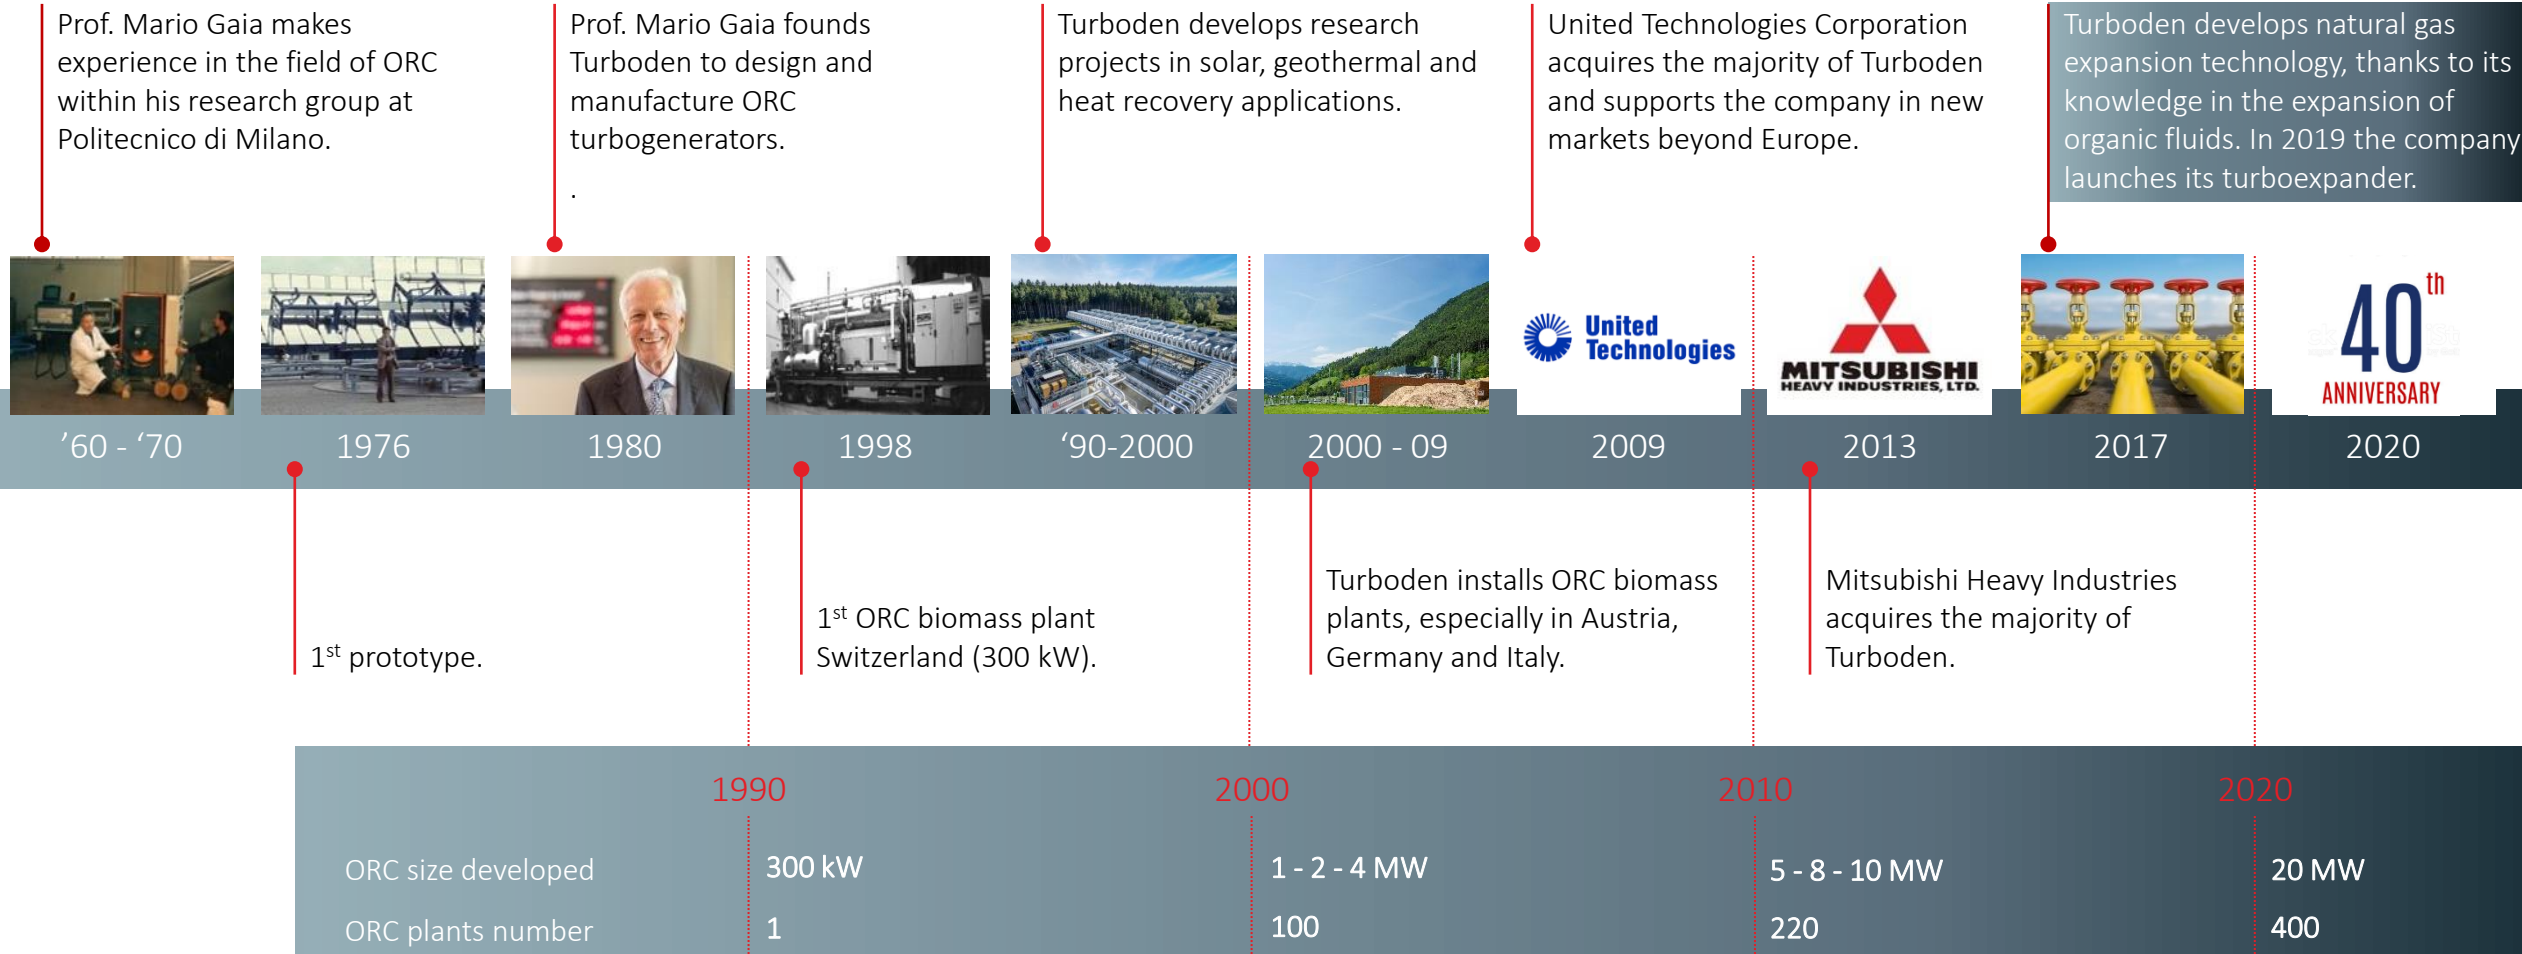 Prof. Mario Gaia makes
experience in the field of ORC
within his research group at
Politecnico di Milano.
Prof. Mario Gaia founds
Turboden to design and
manufacture ORC
turbogenerators.
.
Turboden develops research
projects in solar, geothermal and
heat recovery applications.
United Technologies Corporation
acquires the majority of Turboden
and supports the company in new
markets beyond Europe.
Turboden develops natural gas
expansion technology, thanks to its
knowledge in the expansion of
organic fluids. In 2019 the company
launches its turboexpander.
United
Technologies
MITSUBISHI
HEAVY INDUSTRIES, LTD.
40th
ANNIVERSARY
’60 - ‘70
1976
1980
1998
‘90-2000
2000 - 09
2009
2013
2017
2020
1st prototype.
1st ORC biomass plant
Switzerland (300 kW).
Turboden installs ORC biomass
plants, especially in Austria,
Germany and Italy.
Mitsubishi Heavy Industries
acquires the majority of
Turboden.
1990 2000 2010 2020
ORC size developed 300 kW 1 - 2 - 4 MW 5 - 8 - 10 MW 20 MW
ORC plants number 1 100 220 400